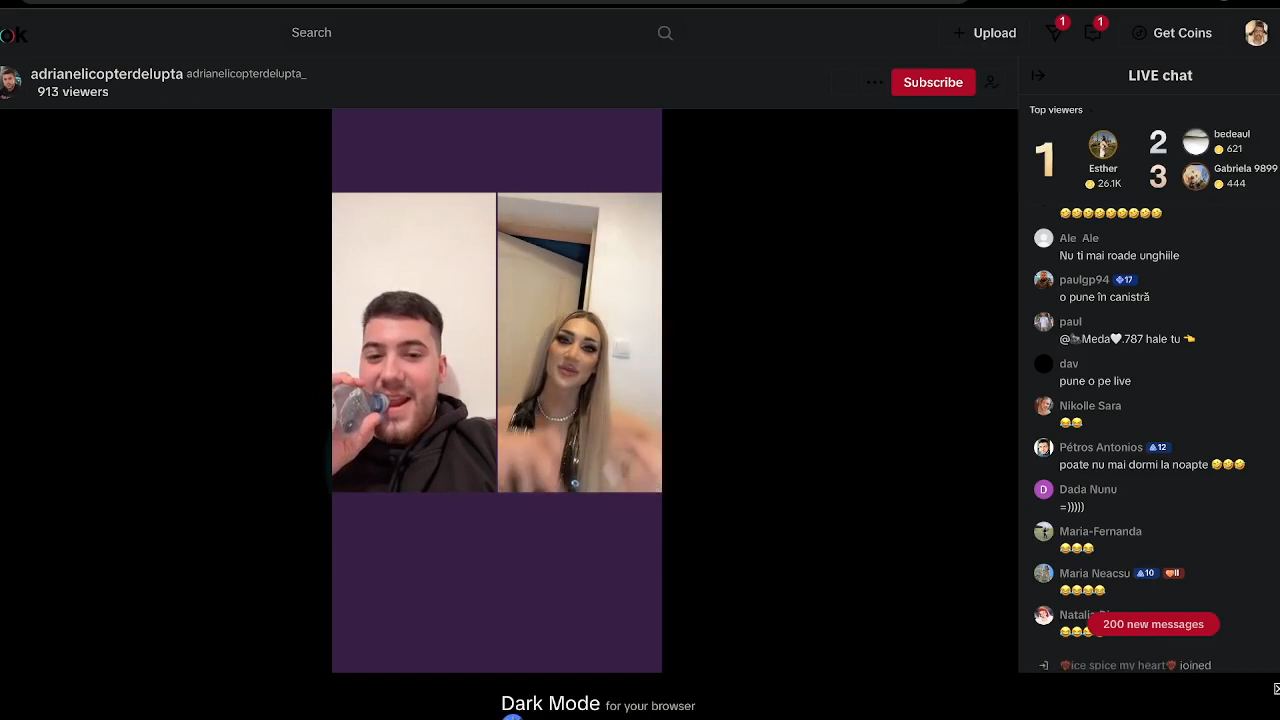 ok
Search
Upload
1
1
Get Coins
adrianelicopterdelupta adrianelicopterdelupta_
913 viewers
Subscribe
LIVE chat
Top viewers
1
Esther
26.1K
2
bedeaul
621
3
Gabriela 9899
444
🤣🤣🤣🤣🤣🤣🤣🤣🤣
Ale Ale
Nu ti mai roade unghiile
paulgp94 17
o pune în canistră
paul
@🦇Meda🤍.787 hale tu 👈
dav
pune o pe live
Nikolle Sara
😂😂
Pétros Antonios 12
poate nu mai dormi la noapte 🤣🤣🤣
D
Dada Nunu
=)))))
Maria-Fernanda
😂😂😂
Maria Neacsu 10 II
😂😂😂😂
Natalia
200 new messages
ice spice my heart joined
Dark Mode for your browser